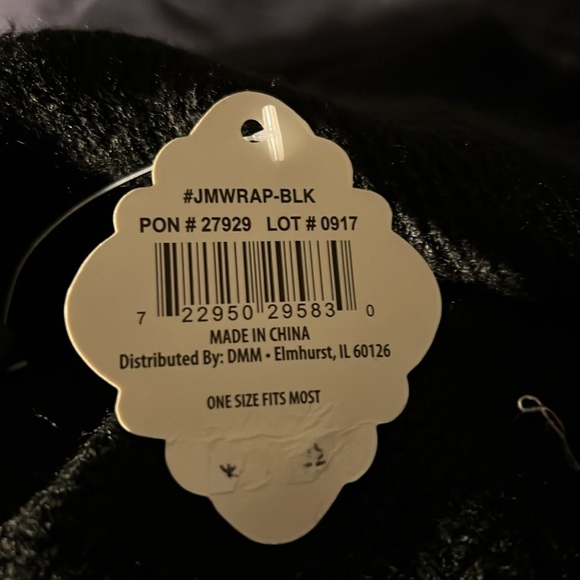 #JMWRAP-BLK
PON # 27929 LOT # 0917
7 22950 29583 0
MADE IN CHINA
Distributed By: DMM • Elmhurst, IL 60126
ONE SIZE FITS MOST